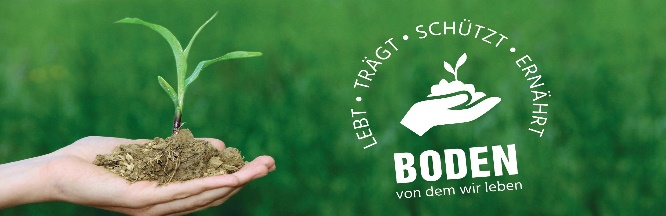 LEBT · TRÄGT · SCHÜTZT · ERNÄHRT
BODEN
von dem wir leben